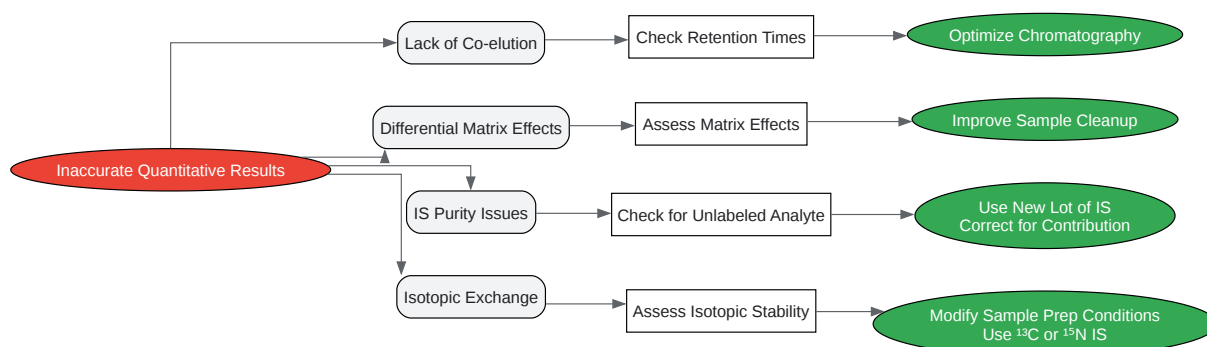 Lack of Co-elution
Check Retention Times
Optimize Chromatography
Differential Matrix Effects
Assess Matrix Effects
Improve Sample Cleanup
Inaccurate Quantitative Results
IS Purity Issues
Check for Unlabeled Analyte
Use New Lot of IS
Correct for Contribution
Isotopic Exchange
Assess Isotopic Stability
Modify Sample Prep Conditions
Use ¹³C or ¹⁵N IS